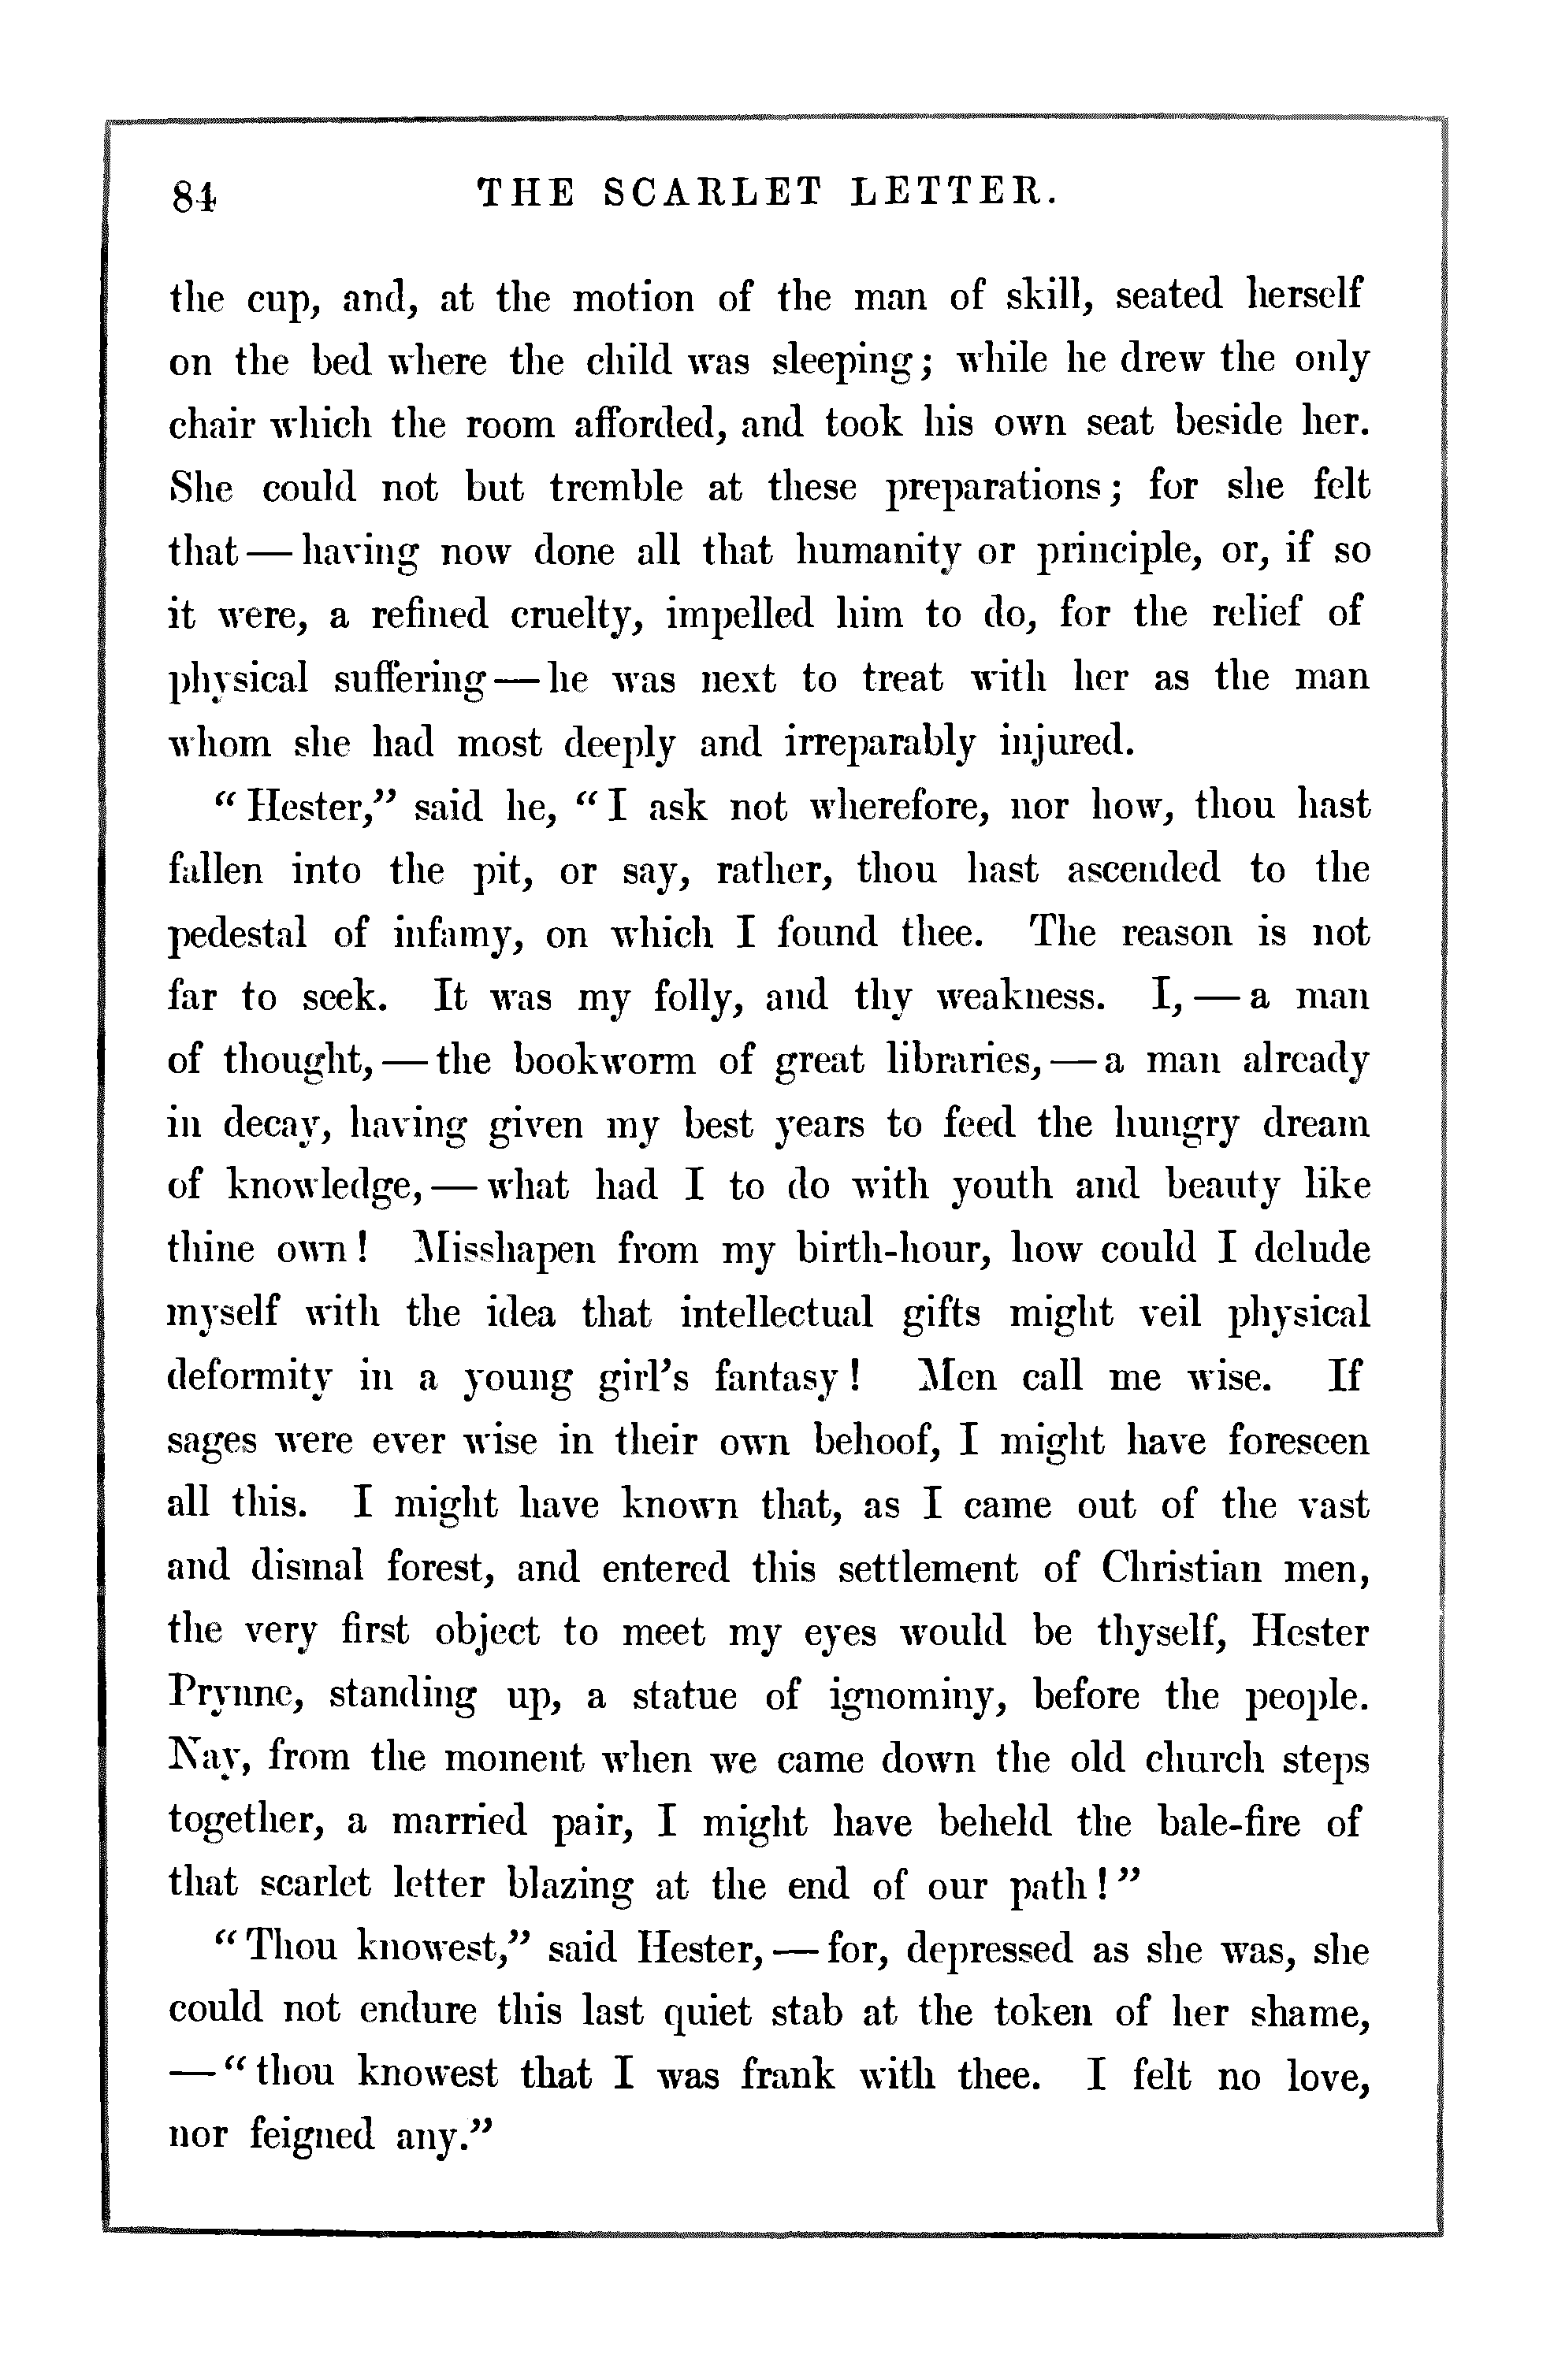 84 THE SCARLET LETTER.
the cup, and, at the motion of the man of skill, seated herself
on the bed where the child was sleeping; while he drew the only
chair which the room afforded, and took his own seat beside her.
She could not but tremble at these preparations; for she felt
that — having now done all that humanity or principle, or, if so
it were, a refined cruelty, impelled him to do, for the relief of
physical suffering — he was next to treat with her as the man
whom she had most deeply and irreparably injured.
“Hester,” said he, “I ask not wherefore, nor how, thou hast
fallen into the pit, or say, rather, thou hast ascended to the
pedestal of infamy, on which I found thee. The reason is not
far to seek. It was my folly, and thy weakness. I, — a man
of thought, — the bookworm of great libraries, — a man already
in decay, having given my best years to feed the hungry dream
of knowledge, — what had I to do with youth and beauty like
thine own! Misshapen from my birth-hour, how could I delude
myself with the idea that intellectual gifts might veil physical
deformity in a young girl’s fantasy! Men call me wise. If
sages were ever wise in their own behoof, I might have foreseen
all this. I might have known that, as I came out of the vast
and dismal forest, and entered this settlement of Christian men,
the very first object to meet my eyes would be thyself, Hester
Prynne, standing up, a statue of ignominy, before the people.
Nay, from the moment when we came down the old church steps
together, a married pair, I might have beheld the bale-fire of
that scarlet letter blazing at the end of our path!”
“Thou knowest,” said Hester, — for, depressed as she was, she
could not endure this last quiet stab at the token of her shame,
— “thou knowest that I was frank with thee. I felt no love,
nor feigned any.”